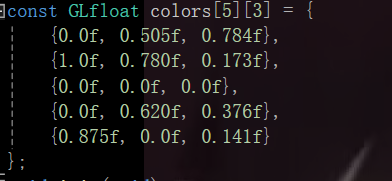 const GLfloat colors[5][3] = {
{0.0f, 0.505f, 0.784f},
{1.0f, 0.780f, 0.173f},
{0.0f, 0.0f, 0.0f},
{0.0f, 0.620f, 0.376f},
{0.875f, 0.0f, 0.141f}
};